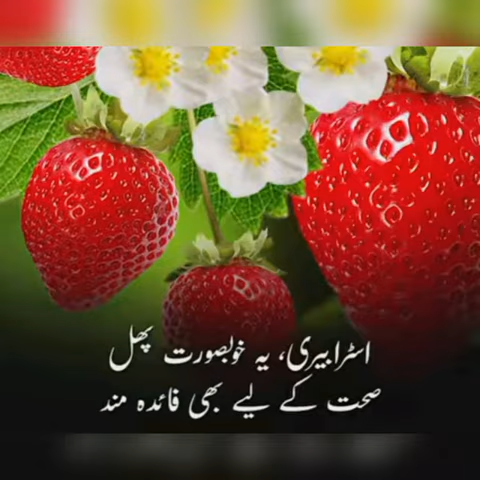 اسٹرابیری، یہ خوبصورت پھل
صحت کے لیے بھی فائدہ مند